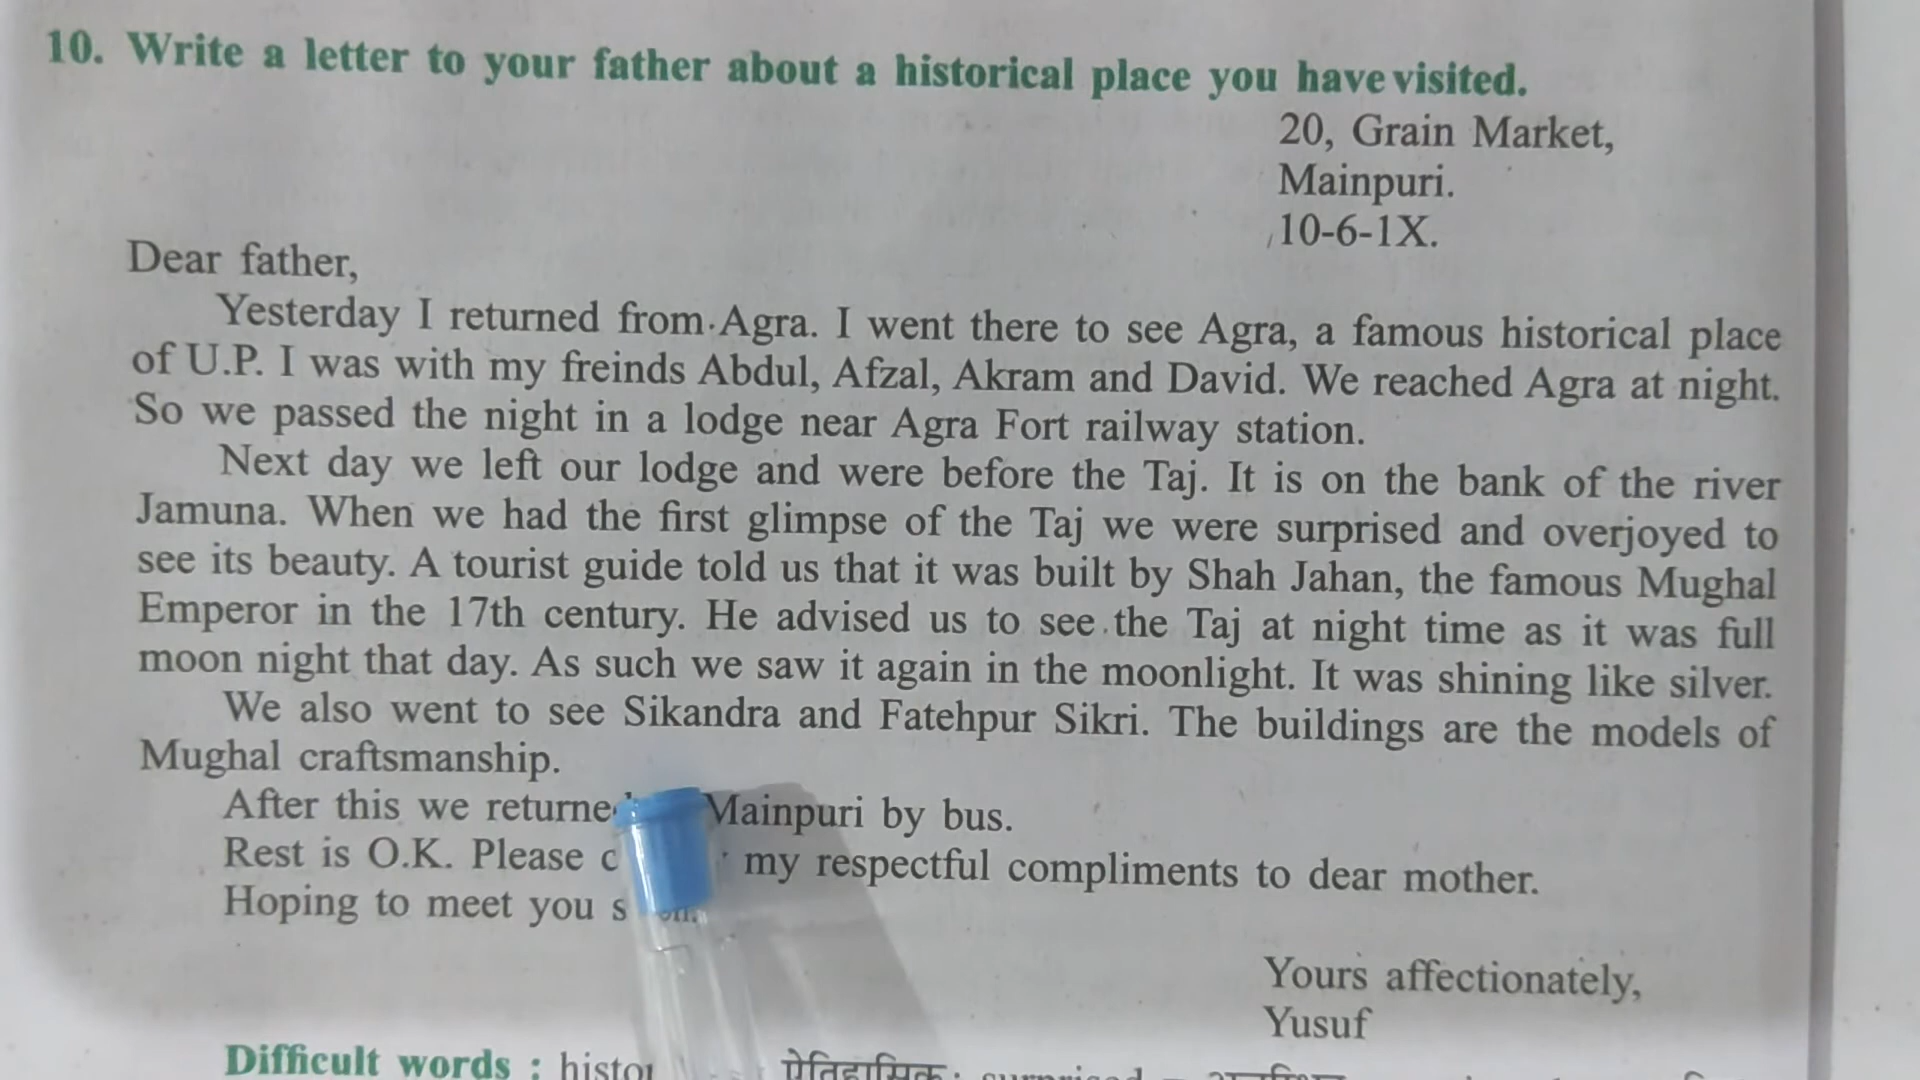 10. Write a letter to your father about a historical place you have visited.
20, Grain Market,
Mainpuri.
10-6-1X.
Dear father,
Yesterday I returned from Agra. I went there to see Agra, a famous historical place
of U.P. I was with my freinds Abdul, Afzal, Akram and David. We reached Agra at night.
So we passed the night in a lodge near Agra Fort railway station.
Next day we left our lodge and were before the Taj. It is on the bank of the river
Jamuna. When we had the first glimpse of the Taj we were surprised and overjoyed to
see its beauty. A tourist guide told us that it was built by Shah Jahan, the famous Mughal
Emperor in the 17th century. He advised us to see the Taj at night time as it was full
moon night that day. As such we saw it again in the moonlight. It was shining like silver.
We also went to see Sikandra and Fatehpur Sikri. The buildings are the models of
Mughal craftsmanship.
After this we Mainpuri by bus.
Rest is O.K. Please my respectful compliments to dear mother.
Hoping to meet you
Yours affectionately,
Yusuf
Difficult words : ऐतिहासिक;